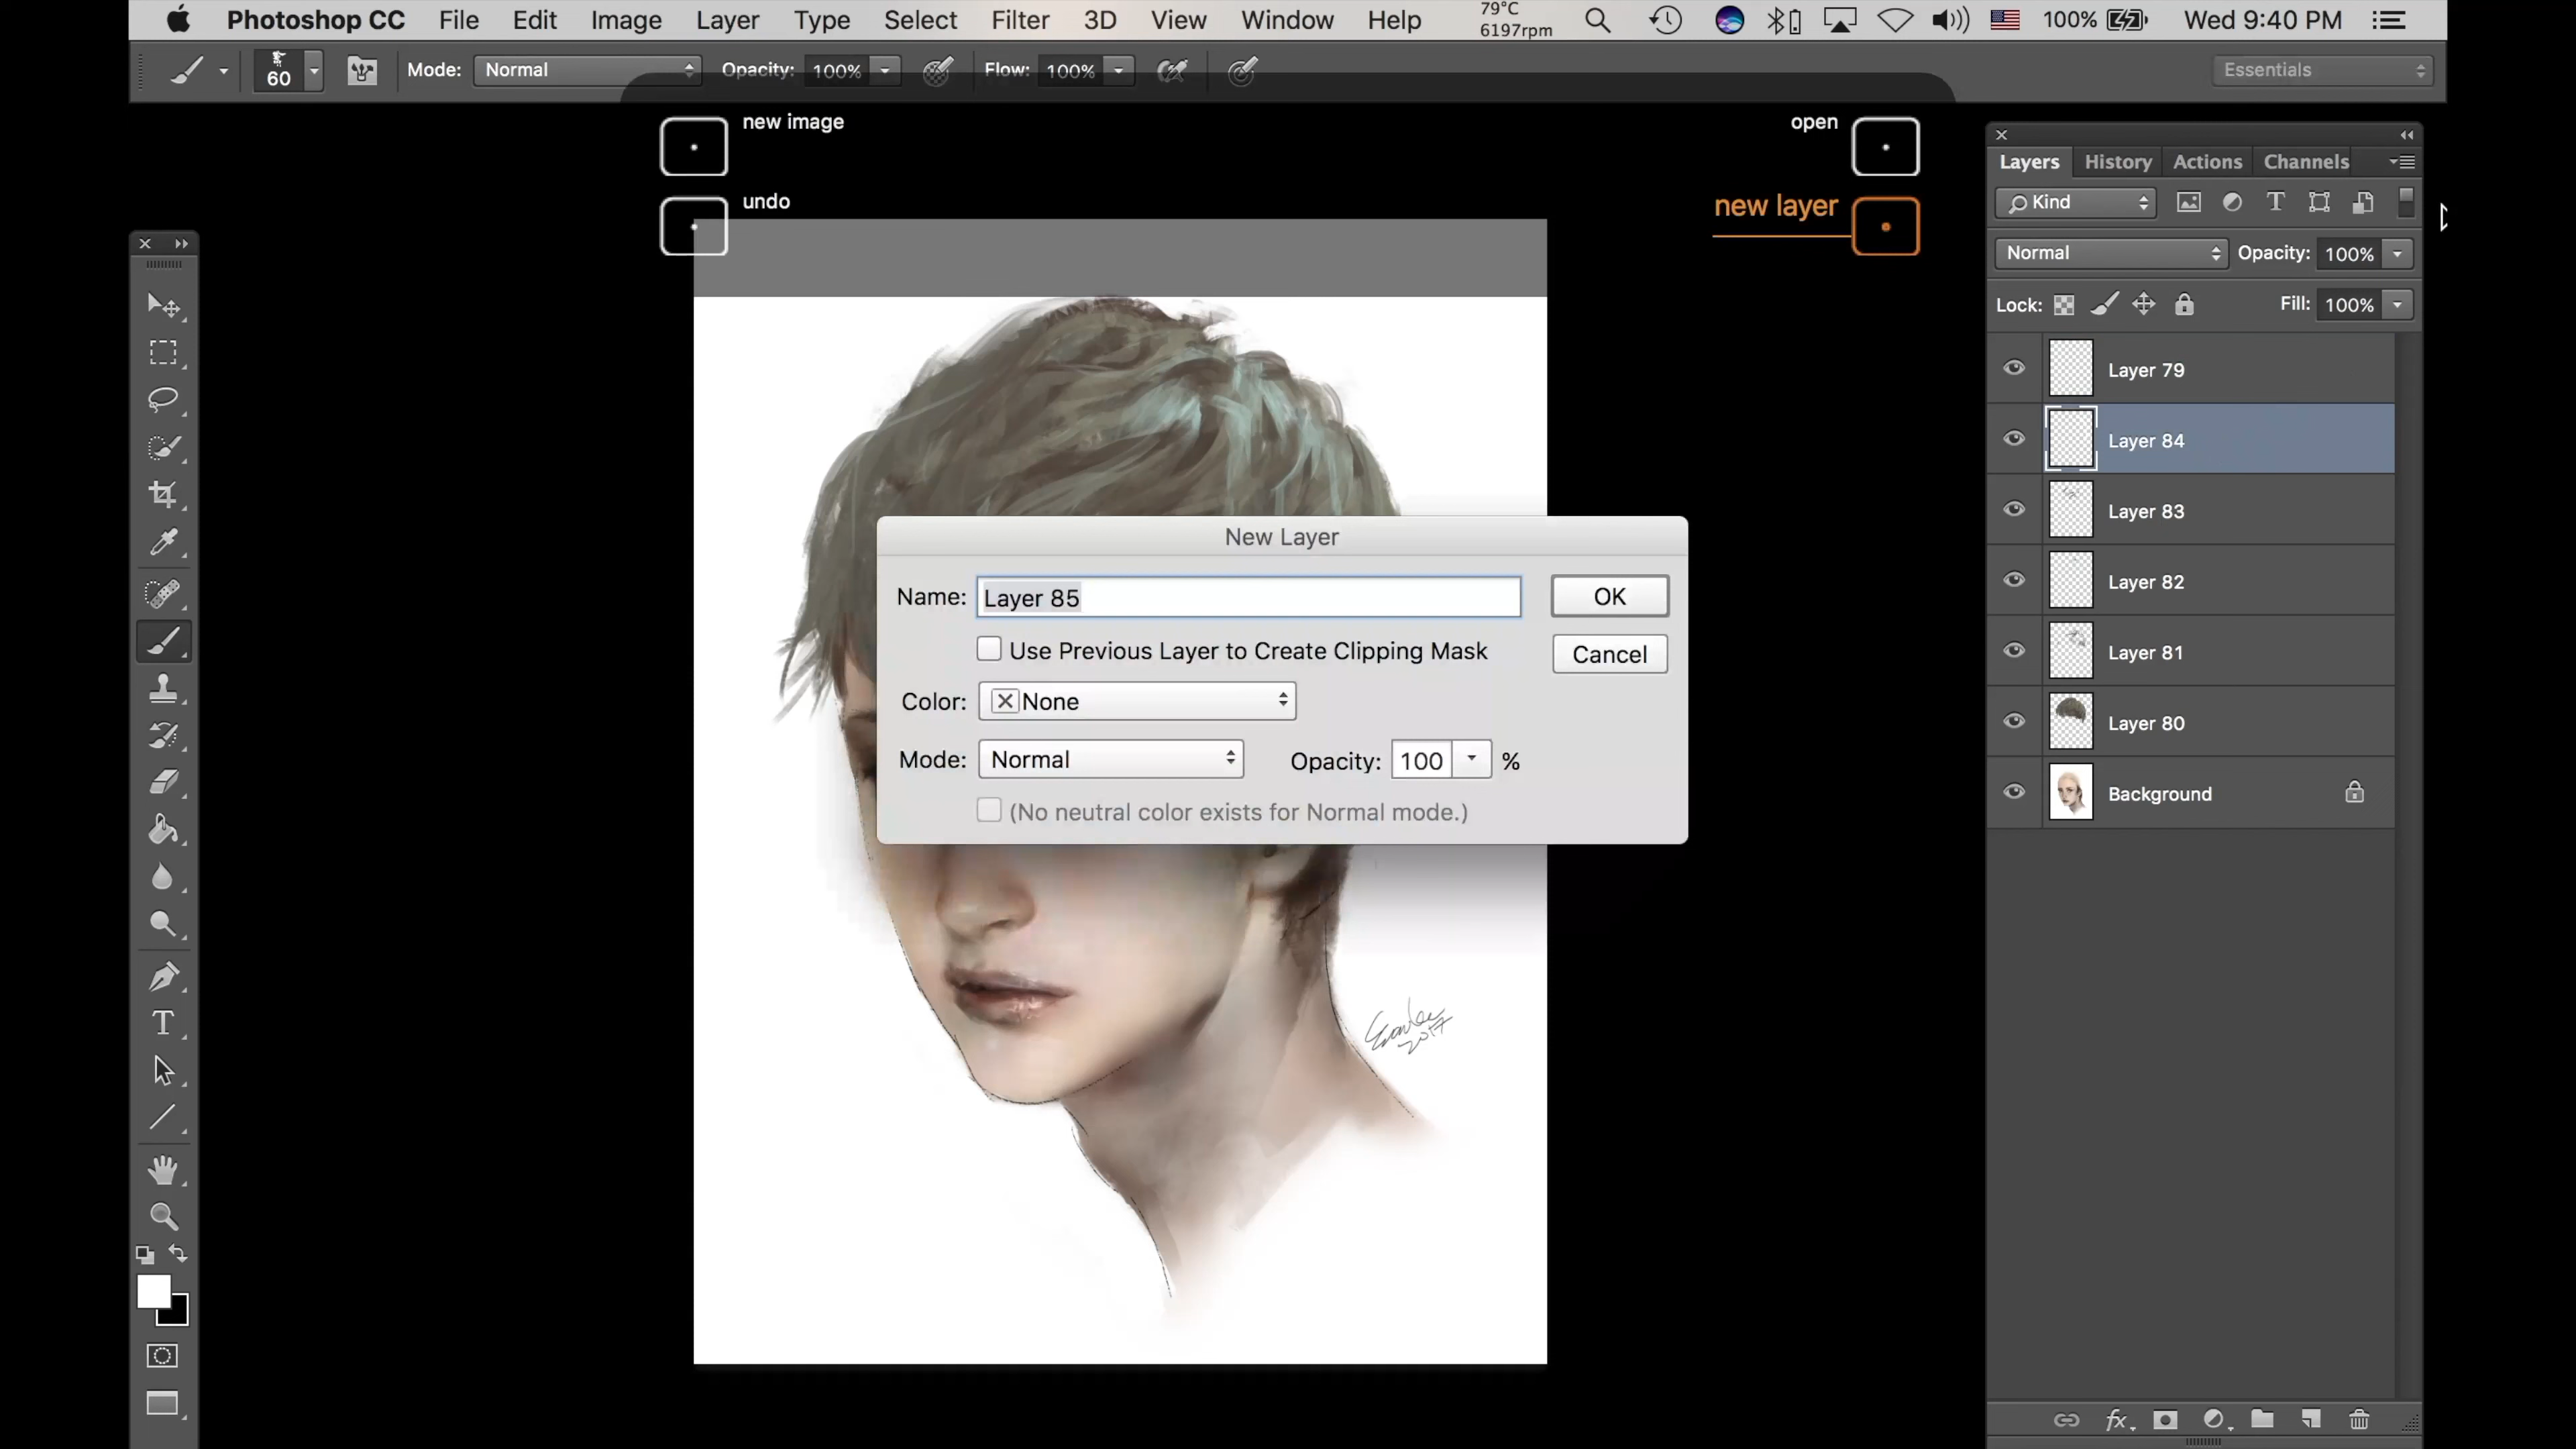 Photoshop CC File Edit Image Layer Type Select Filter 3D View Window Help 79°C 6197rpm 100% Wed 9:40 PM
60 Mode: Normal Opacity: 100% Flow: 100% Essentials
new image open
undo new layer
Layers History Actions Channels
Kind
Normal Opacity: 100%
Lock: Fill: 100%
Layer 79
Layer 84
Layer 83
Layer 82
Layer 81
Layer 80
Background
New Layer
Name: Layer 85 OK
Use Previous Layer to Create Clipping Mask Cancel
Color: None
Mode: Normal Opacity: 100 %
(No neutral color exists for Normal mode.)
2017
fx